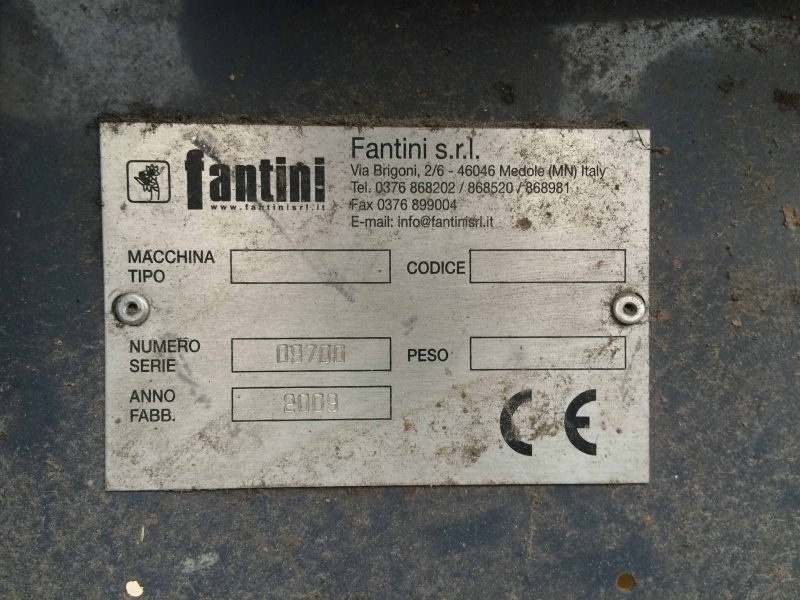 fantini
www.fantinisrl.it
Fantini s.r.l.
Via Brigoni, 2/6 - 46046 Medole (MN) Italy
Tel. 0376 868202 / 868520 / 868981
Fax 0376 899004
E-mail: info@fantinisrl.it
MACCHINA
TIPO
CODICE
NUMERO
SERIE
09700
PESO
ANNO
FABB.
2009
CE